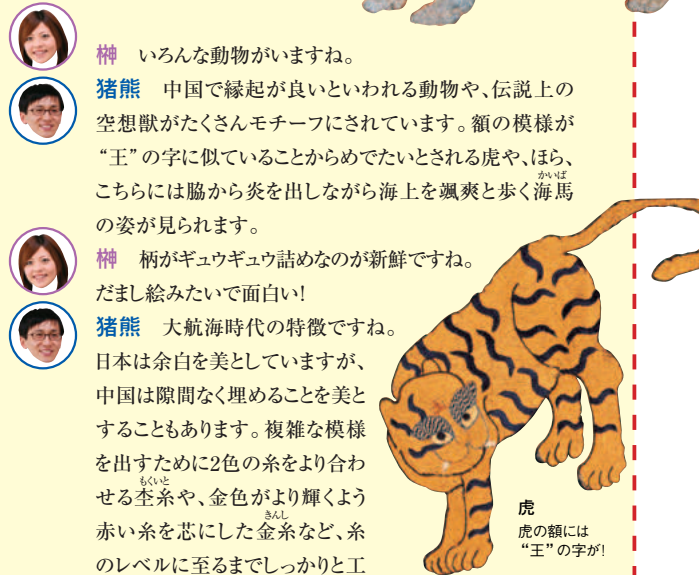 榊　いろんな動物がいますね。
猪熊　中国で縁起が良いといわれる動物や、伝説上の
空想獣がたくさんモチーフにされています。額の模様が
“王”の字に似ていることからめでたいとされる虎や、ほら、
かいば
こちらには脇から炎を出しながら海上を颯爽と歩く海馬
の姿が見られます。
榊　柄がギュウギュウ詰めなのが新鮮ですね。
だまし絵みたいで面白い!
猪熊　大航海時代の特徴ですね。
日本は余白を美としていますが、
中国は隙間なく埋めることを美と
することもあります。複雑な模様
を出すために2色の糸をより合わ
もくいと
せる杢糸や、金色がより輝くよう
きんし
赤い糸を芯にした金糸など、糸
のレベルに至るまでしっかりと工
虎
虎の額には
“王”の字が!